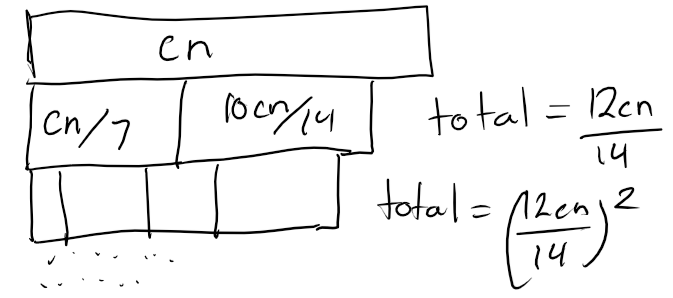 cn
cn/7 10cn/14 total = 12cn/14
total = (12cn/14)^2